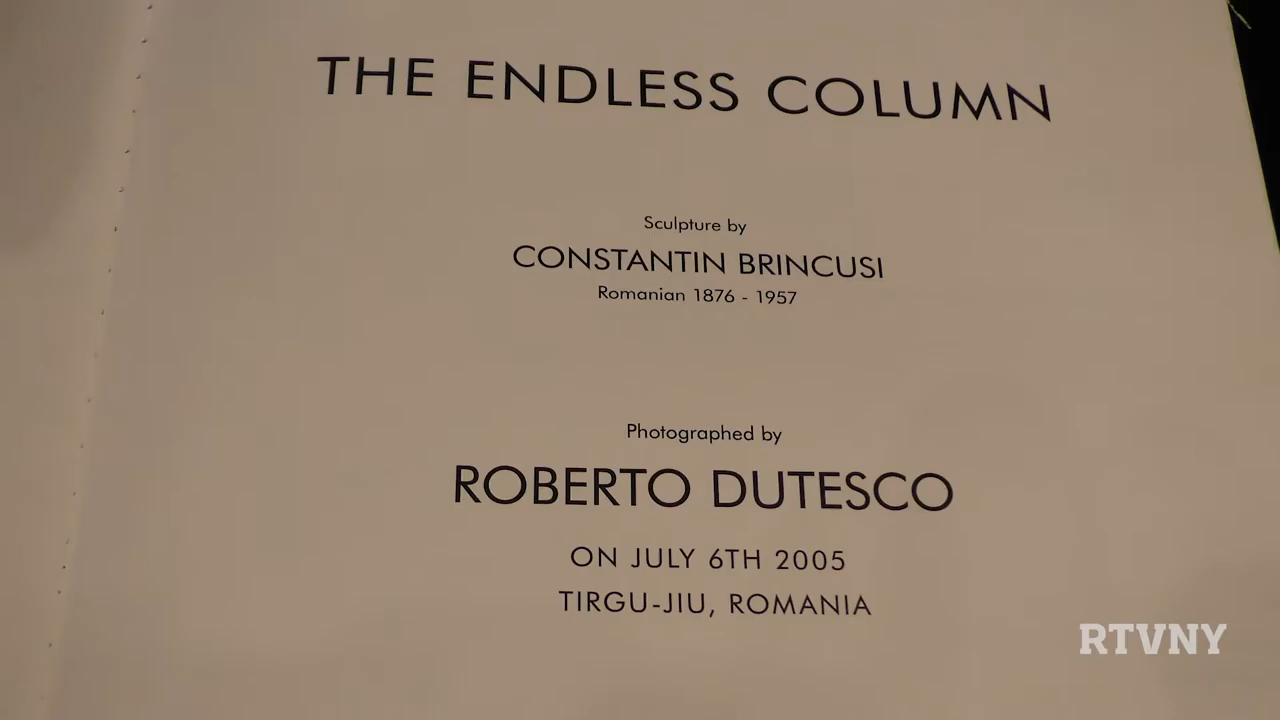 THE ENDLESS COLUMN
Sculpture by
CONSTANTIN BRINCUSI
Romanian 1876 - 1957
Photographed by
ROBERTO DUTESCO
ON JULY 6TH 2005
TIRGU-JIU, ROMANIA
RTVNY